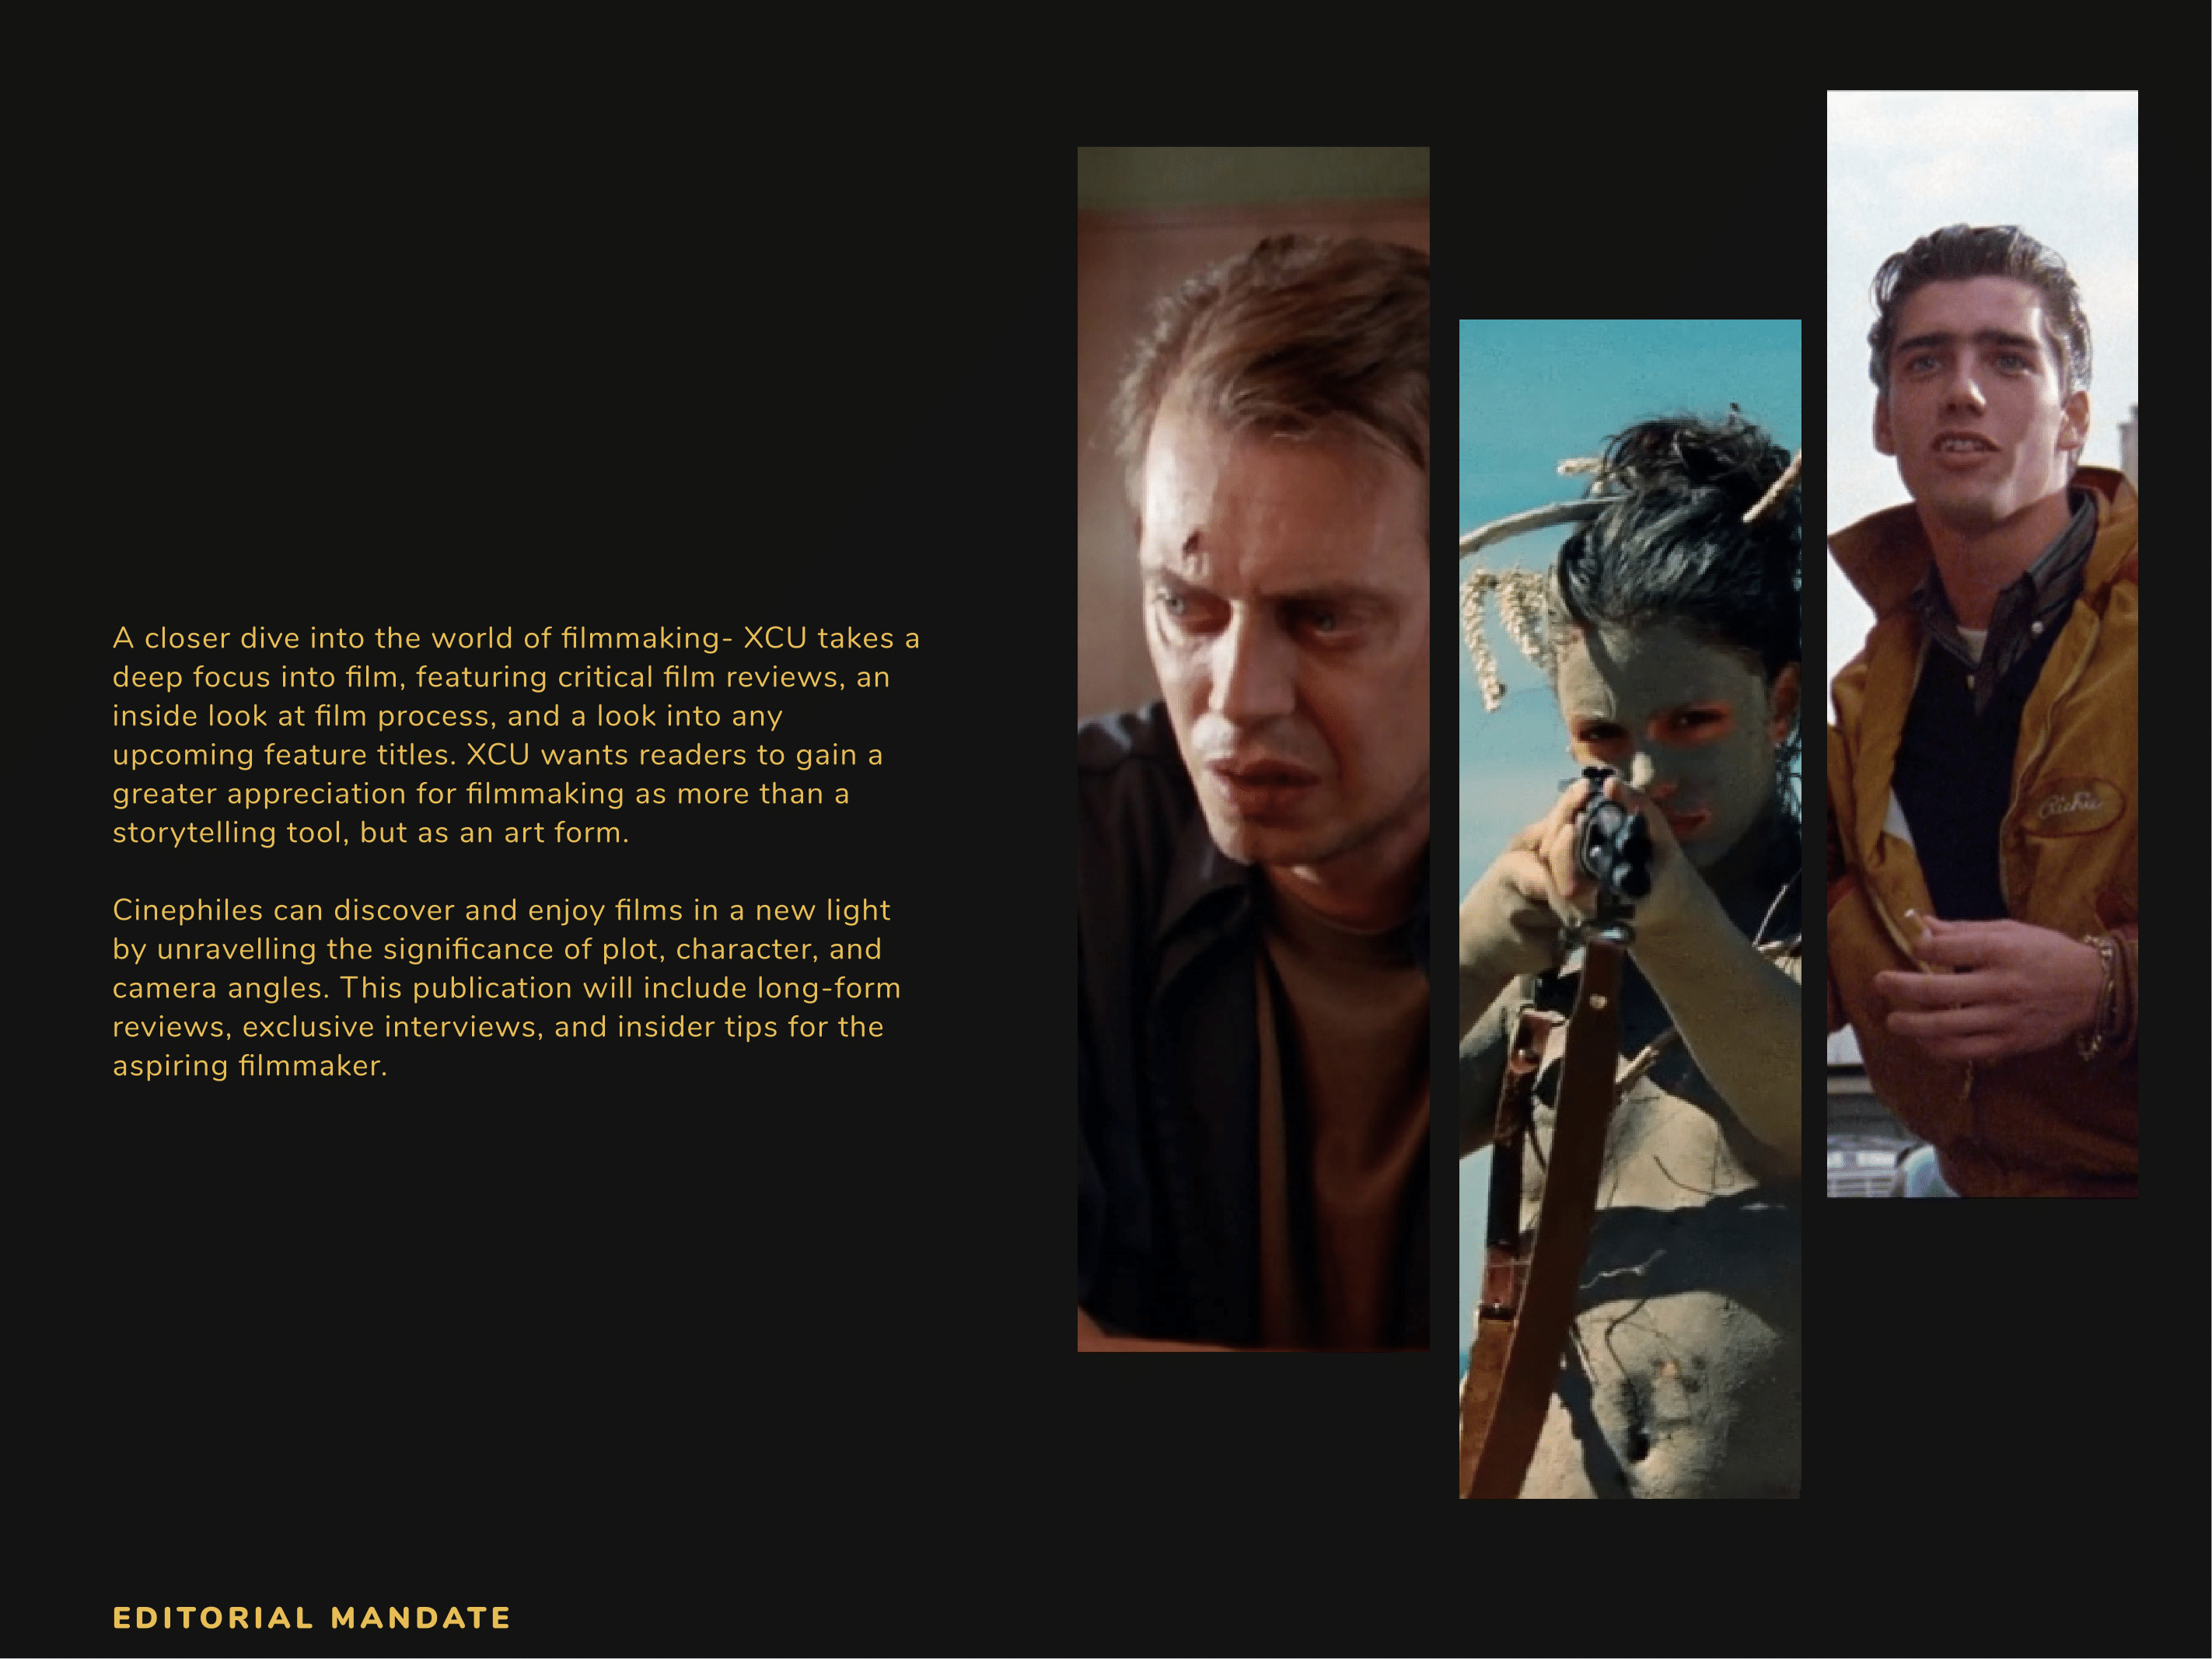 A closer dive into the world of filmmaking- XCU takes a
deep focus into film, featuring critical film reviews, an
inside look at film process, and a look into any
upcoming feature titles. XCU wants readers to gain a
greater appreciation for filmmaking as more than a
storytelling tool, but as an art form.
Cinephiles can discover and enjoy films in a new light
by unravelling the significance of plot, character, and
camera angles. This publication will include long-form
reviews, exclusive interviews, and insider tips for the
aspiring filmmaker.
Richie
EDITORIAL MANDATE